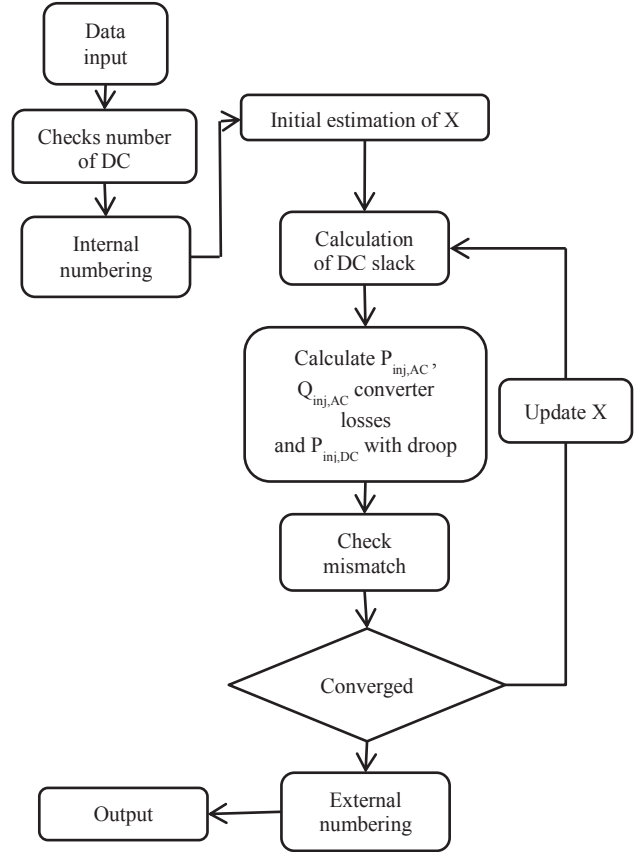 Data
input
Checks number
of DC
Internal
numbering
Initial estimation of X
Calculation
of DC slack
Calculate P_inj,AC ,
Q_inj,AC converter
losses
and P_inj,DC with droop
Update X
Check
mismatch
Converged
External
numbering
Output